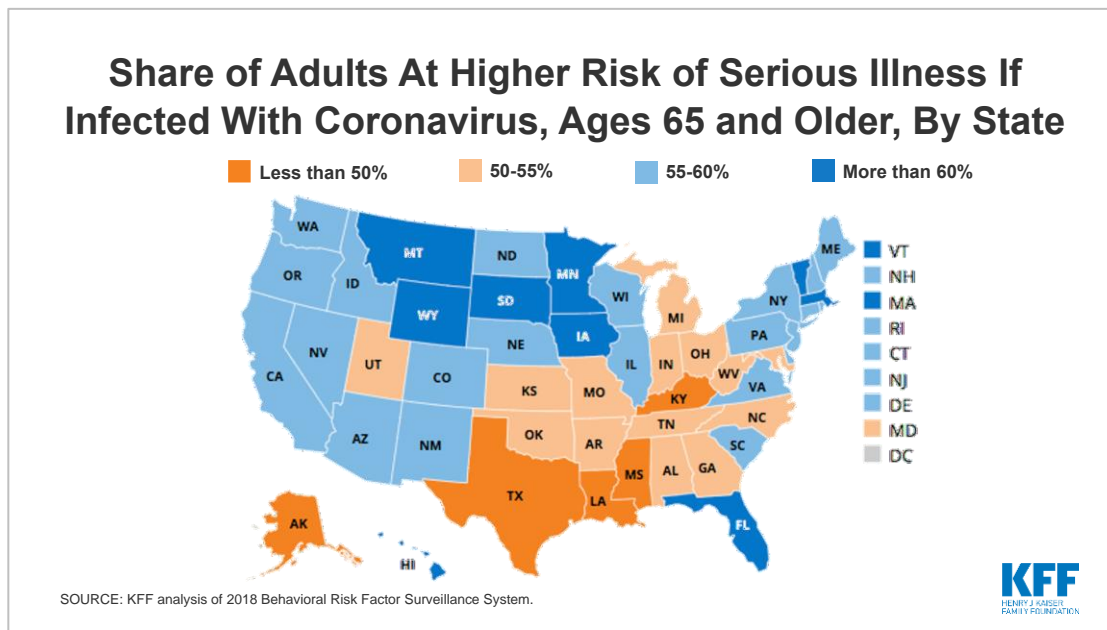 Share of Adults At Higher Risk of Serious Illness If
Infected With Coronavirus, Ages 65 and Older, By State
Less than 50%
50-55%
55-60%
More than 60%
WA
MT
ND
MN
ME
VT
OR
ID
SD
WI
NY
NH
WY
MI
MA
IA
PA
RI
NE
NV
IL
IN
OH
CT
UT
CO
WV
VA
NJ
CA
KS
MO
KY
DE
NC
TN
MD
AZ
NM
OK
AR
SC
DC
MS
AL
GA
TX
LA
AK
FL
HI
SOURCE: KFF analysis of 2018 Behavioral Risk Factor Surveillance System.
KFF
HENRY J KAISER
FAMILY FOUNDATION